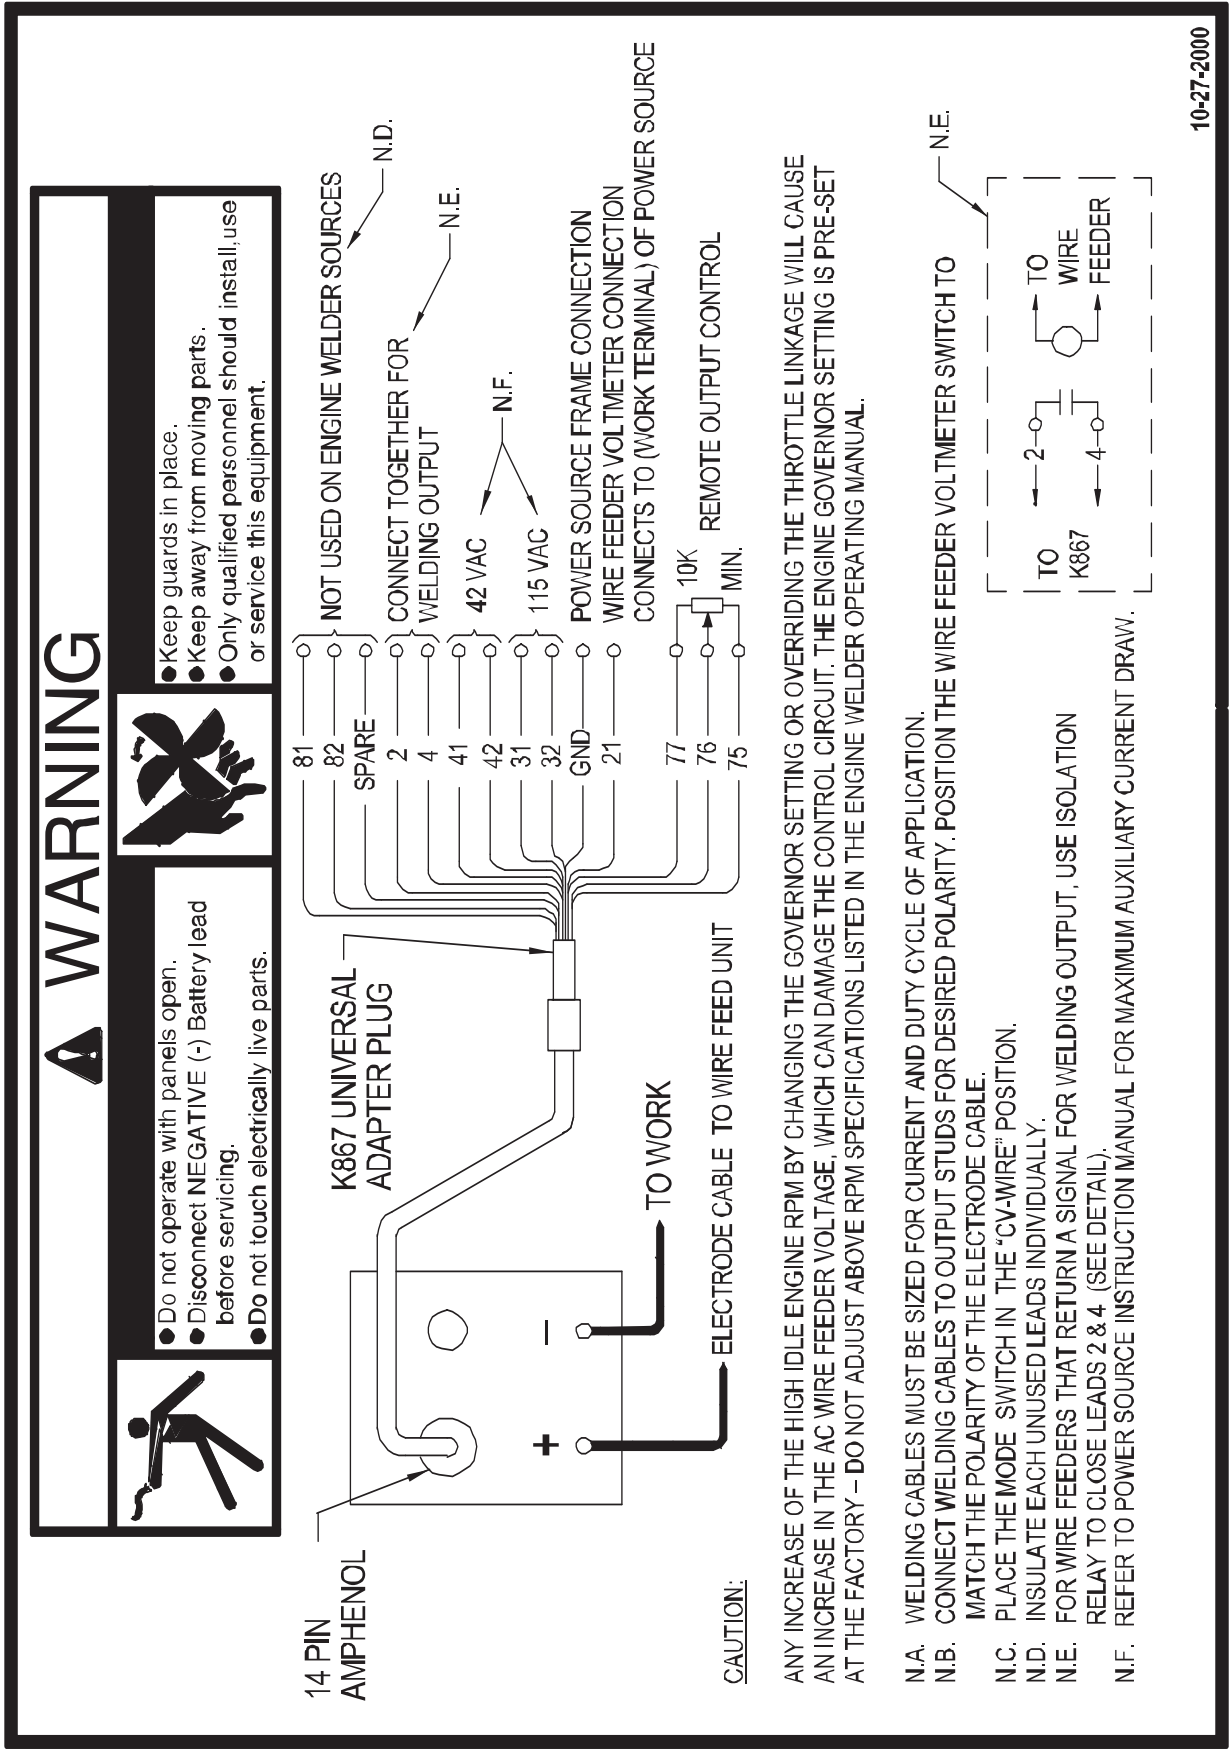 WARNING
● Do not operate with panels open.
● Disconnect NEGATIVE (-) Battery lead
before servicing.
● Do not touch electrically live parts.
● Keep guards in place.
● Keep away from moving parts.
● Only qualified personnel should install,use
or service this equipment.
14 PIN
AMPHENOL
K867 UNIVERSAL
ADAPTER PLUG
+
-
TO WORK
ELECTRODE CABLE TO WIRE FEED UNIT
81
82
SPARE
2
4
41
42
31
32
GND
21
77
76
75
NOT USED ON ENGINE WELDER SOURCES
N.D.
CONNECT TOGETHER FOR
WELDING OUTPUT
N.E.
42 VAC
115 VAC
N.F.
POWER SOURCE FRAME CONNECTION
WIRE FEEDER VOLTMETER CONNECTION
CONNECTS TO (WORK TERMINAL) OF POWER SOURCE
10K
MIN.
REMOTE OUTPUT CONTROL
CAUTION:
ANY INCREASE OF THE HIGH IDLE ENGINE RPM BY CHANGING THE GOVERNOR SETTING OR OVERRIDING THE THROTTLE LINKAGE WILL CAUSE
AN INCREASE IN THE AC WIRE FEEDER VOLTAGE, WHICH CAN DAMAGE THE CONTROL CIRCUIT. THE ENGINE GOVERNOR SETTING IS PRE-SET
AT THE FACTORY – DO NOT ADJUST ABOVE RPM SPECIFICATIONS LISTED IN THE ENGINE WELDER OPERATING MANUAL.
N.A. WELDING CABLES MUST BE SIZED FOR CURRENT AND DUTY CYCLE OF APPLICATION.
N.B. CONNECT WELDING CABLES TO OUTPUT STUDS FOR DESIRED POLARITY. POSITION THE WIRE FEEDER VOLTMETER SWITCH TO
MATCH THE POLARITY OF THE ELECTRODE CABLE.
N.C. PLACE THE MODE SWITCH IN THE "CV-WIRE" POSITION.
N.D. INSULATE EACH UNUSED LEADS INDIVIDUALLY.
N.E. FOR WIRE FEEDERS THAT RETURN A SIGNAL FOR WELDING OUTPUT, USE ISOLATION
RELAY TO CLOSE LEADS 2 & 4 (SEE DETAIL).
N.F. REFER TO POWER SOURCE INSTRUCTION MANUAL FOR MAXIMUM AUXILIARY CURRENT DRAW.
N.E.
TO
K867
2
4
TO
WIRE
FEEDER
10-27-2000